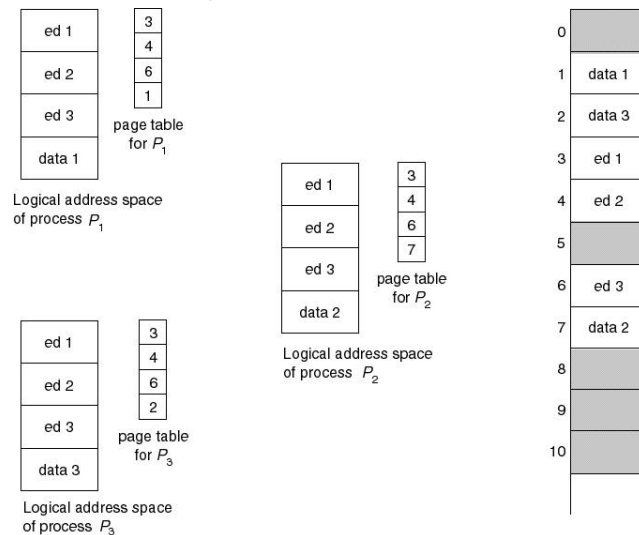 ed 1
ed 2
ed 3
data 1
3
4
6
1
page table
for P1
Logical address space
of process P1
ed 1
ed 2
ed 3
data 2
3
4
6
7
page table
for P2
Logical address space
of process P2
ed 1
ed 2
ed 3
data 3
3
4
6
2
page table
for P3
Logical address space
of process P3
0
1 data 1
2 data 3
3 ed 1
4 ed 2
5
6 ed 3
7 data 2
8
9
10